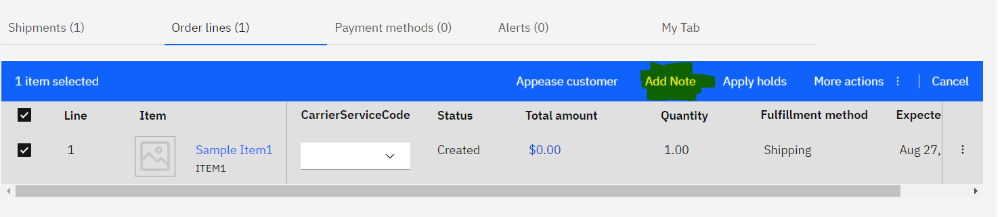 Shipments (1) Order lines (1) Payment methods (0) Alerts (0) My Tab
1 item selected Appease customer Add Note Apply holds More actions Cancel
Line Item CarrierServiceCode Status Total amount Quantity Fulfillment method Expecte
1 Sample Item1 Created $0.00 1.00 Shipping Aug 27,
ITEM1